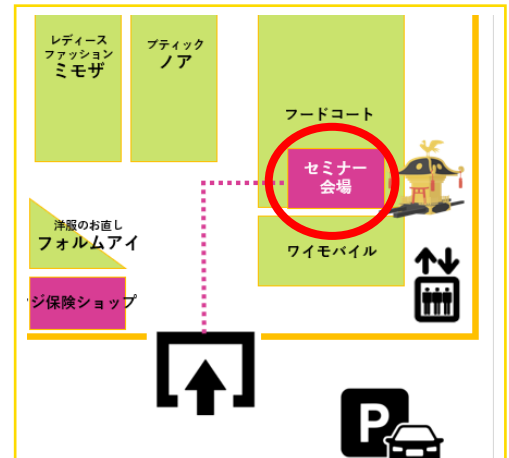 レディース
ファッション
ミモザ
ブティック
ノア
フードコート
セミナー
会場
洋服のお直し
フォルムアイ
ワイモバイル
ジ保険ショップ
P